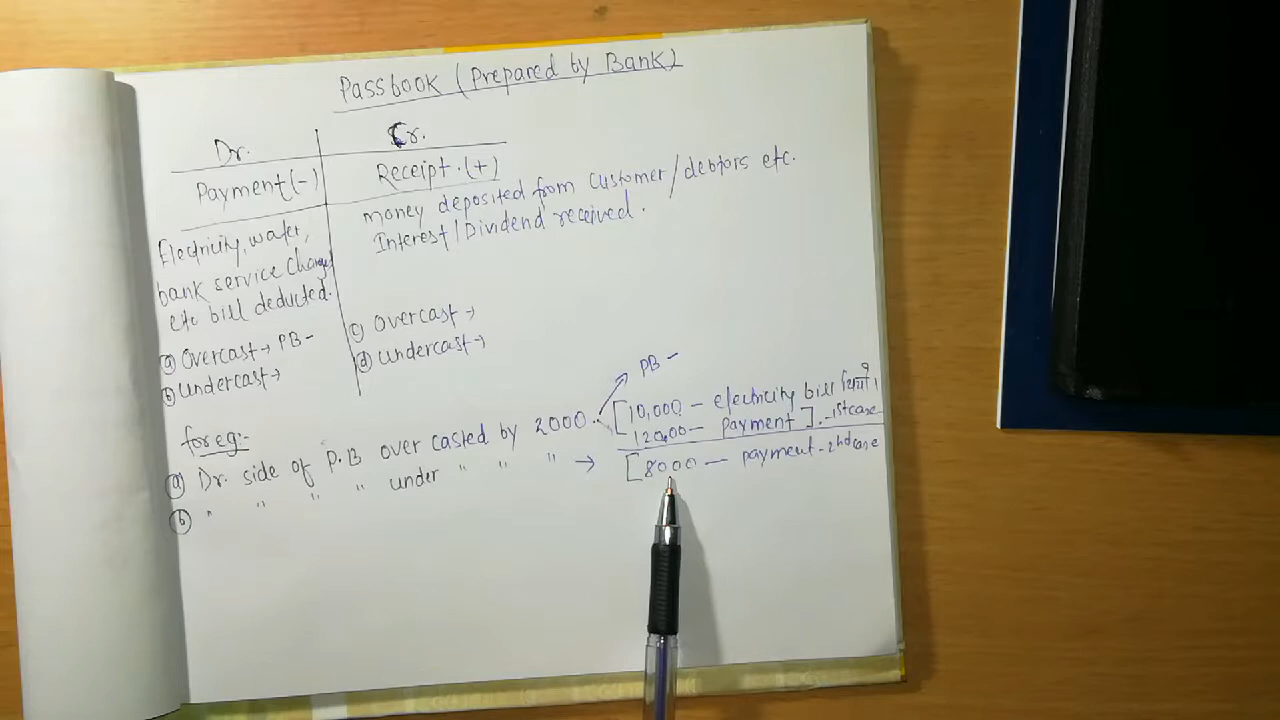 Passbook (Prepared by Bank)
Dr.
Cr.
Payment(-)
Receipt.(+)
Electricity, water,
bank service charges
etc bill deducted.
money deposited from customer/debtors etc.
Interest/Dividend received.
(a) Overcast→ PB-
(b) Undercast→
(c) Overcast→
(d) Undercast→
for eg:-
PB-
(a) Dr. side of P.B over casted by 2000. [10,000 - electricity bill
120,00- payment]. -1st case
(b) " " " " under " " " → [8000 - payment-2nd case